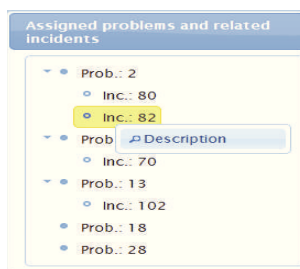 Assigned problems and related
incidents
Prob.: 2
Inc.: 80
Inc.: 82
Prob
Description
Inc.: 70
Prob.: 13
Inc.: 102
Prob.: 18
Prob.: 28